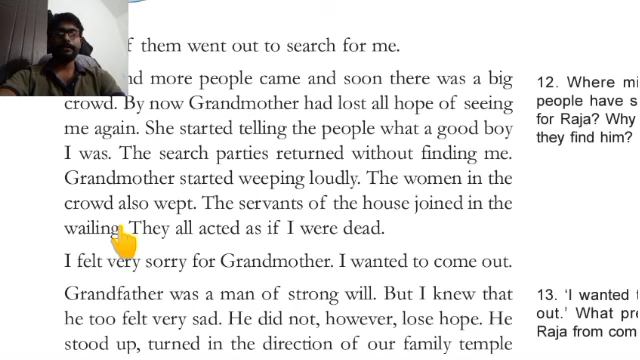 f them went out to search for me.
nd more people came and soon there was a big
crowd. By now Grandmother had lost all hope of seeing
me again. She started telling the people what a good boy
I was. The search parties returned without finding me.
Grandmother started weeping loudly. The women in the
crowd also wept. The servants of the house joined in the
wailing. They all acted as if I were dead.
I felt very sorry for Grandmother. I wanted to come out.
Grandfather was a man of strong will. But I knew that
he too felt very sad. He did not, however, lose hope. He
stood up, turned in the direction of our family temple
12. Where mi
people have s
for Raja? Why
they find him?
13. ‘I wanted t
out.’ What pre
Raja from com